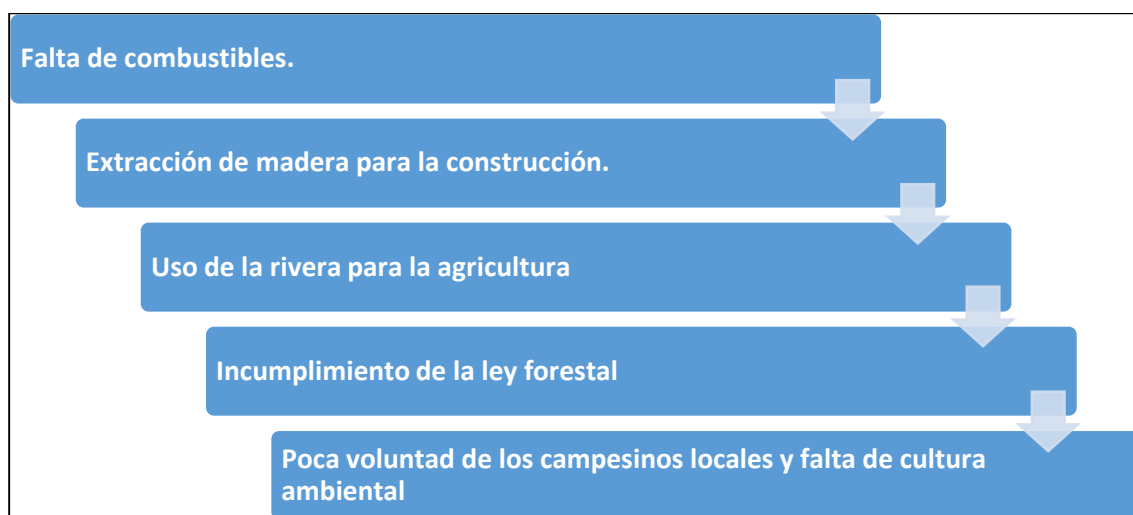 Falta de combustibles.
Extracción de madera para la construcción.
Uso de la rivera para la agricultura
Incumplimiento de la ley forestal
Poca voluntad de los campesinos locales y falta de cultura
ambiental